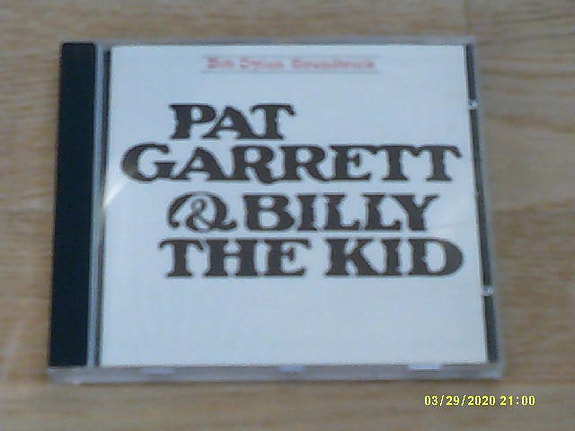 Bob Dylan Soundtrack
PAT
GARRETT
& BILLY
THE KID
03/29/2020 21:00